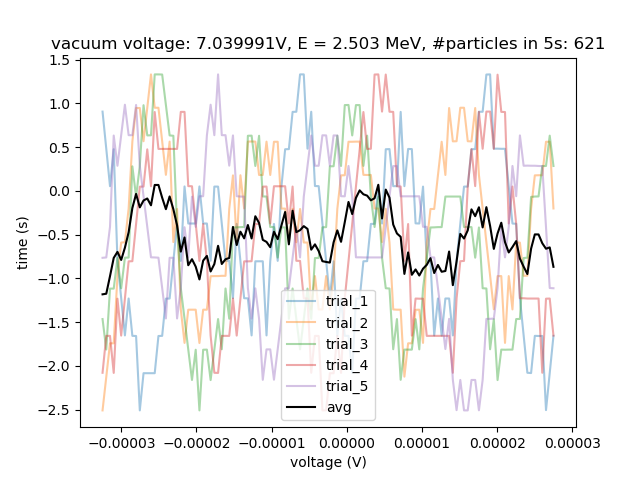 vacuum voltage: 7.039991V, E = 2.503 MeV, #particles in 5s: 621
1.5
1.0
0.5
0.0
−0.5
−1.0
−1.5
−2.0
−2.5
time (s)
trial_1
trial_2
trial_3
trial_4
trial_5
avg
−0.00003 −0.00002 −0.00001 0.00000 0.00001 0.00002 0.00003
voltage (V)